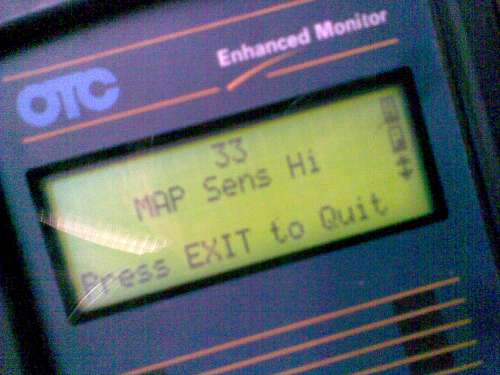 Enhanced Monitor
OTC
33
MAP Sens Hi
Press EXIT to Quit